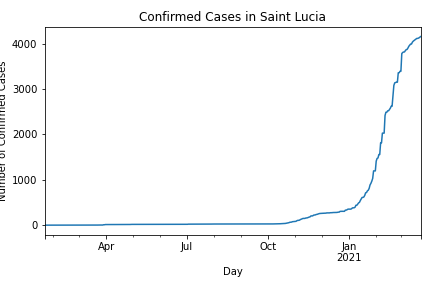 Confirmed Cases in Saint Lucia
Number of Confirmed Cases
4000
3000
2000
1000
0
Apr
Jul
Oct
Jan
2021
Day